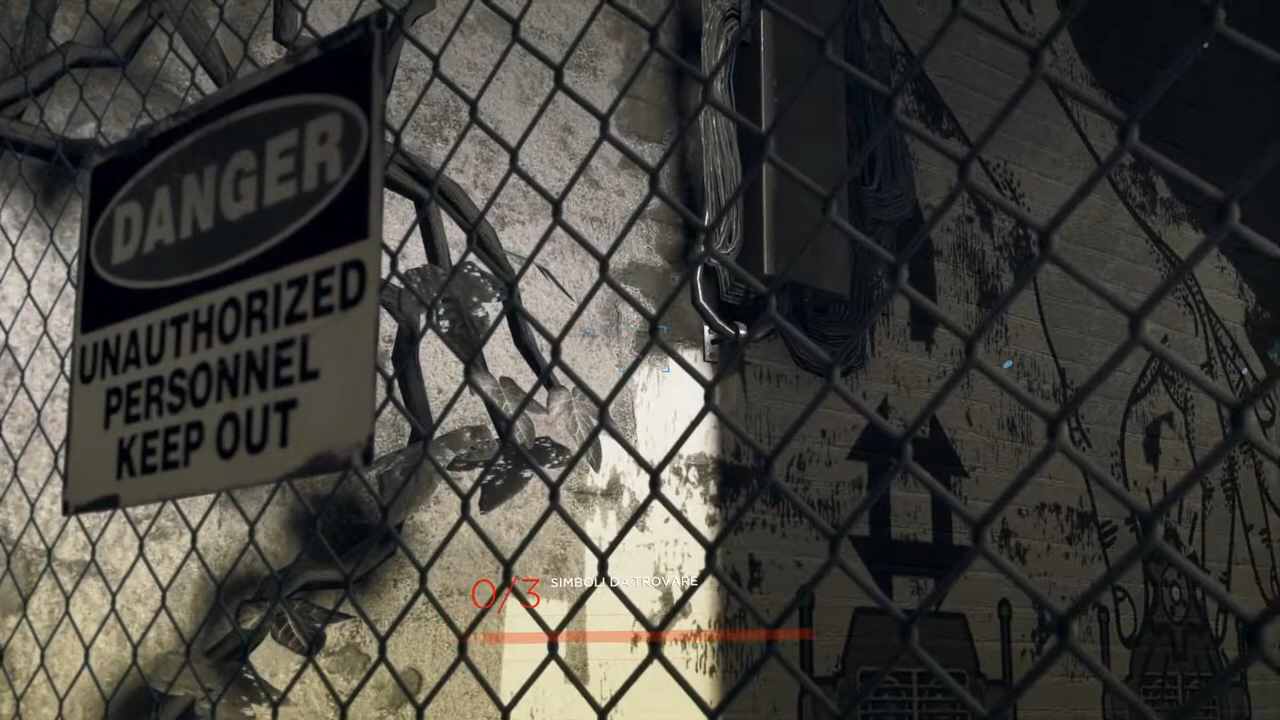 DANGER
UNAUTHORIZED
PERSONNEL
KEEP OUT
0/3 SIMBOLI DA TROVARE